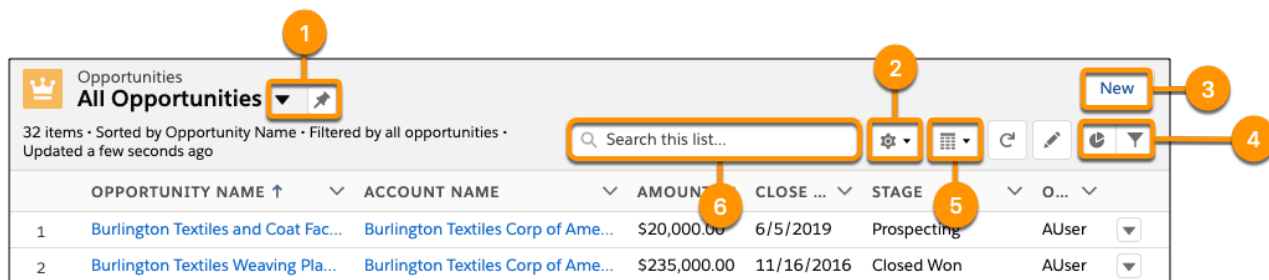 1
2
Opportunities
All Opportunities
New
3
32 items • Sorted by Opportunity Name • Filtered by all opportunities •
Updated a few seconds ago
Search this list...
4
OPPORTUNITY NAME ↑ ACCOUNT NAME AMOUNT CLOSE ... STAGE O...
6
5
1 Burlington Textiles and Coat Fac... Burlington Textiles Corp of Ame... $20,000.00 6/5/2019 Prospecting AUser
2 Burlington Textiles Weaving Pla... Burlington Textiles Corp of Ame... $235,000.00 11/16/2016 Closed Won AUser